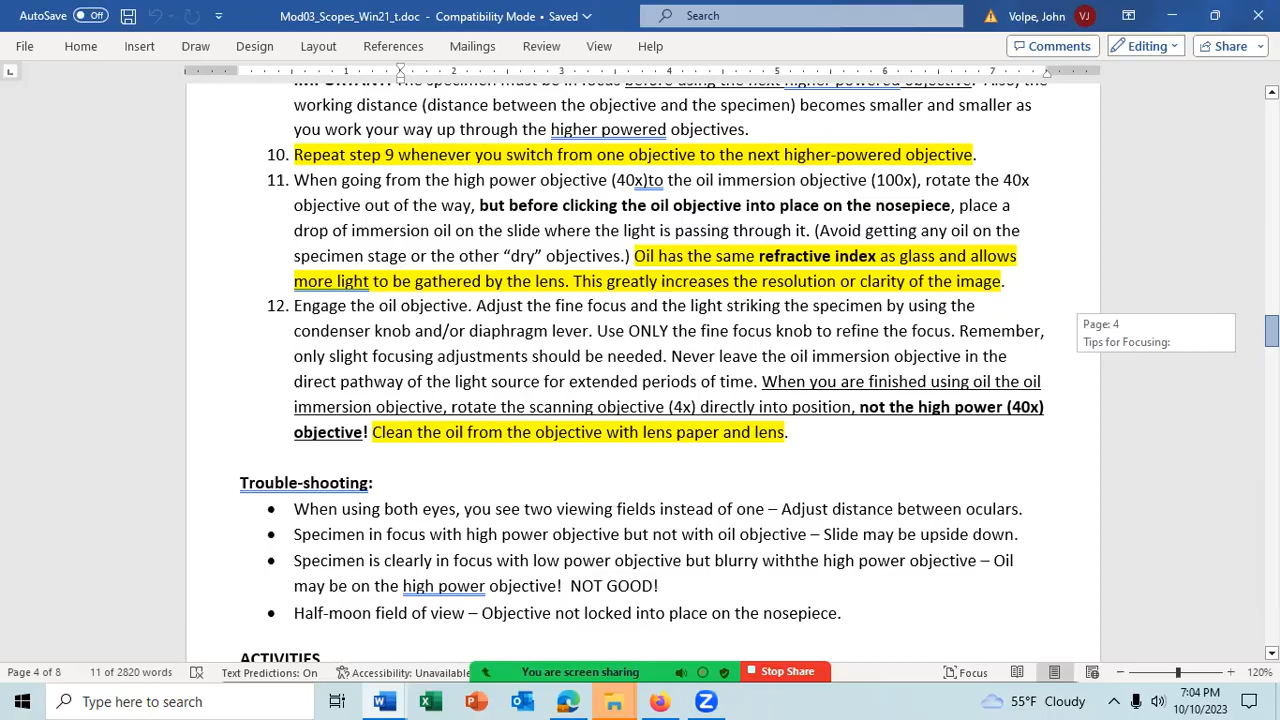 AutoSave Off Mod03_Scopes_Win21_t.doc - Compatibility Mode • Saved Search Volpe, John VJ
File Home Insert Draw Design Layout References Mailings Review View Help Comments Editing Share
1 2 3 4 5 6 7
working distance (distance between the objective and the specimen) becomes smaller and smaller as
you work your way up through the higher powered objectives.
10. Repeat step 9 whenever you switch from one objective to the next higher-powered objective.
11. When going from the high power objective (40x)to the oil immersion objective (100x), rotate the 40x
objective out of the way, but before clicking the oil objective into place on the nosepiece, place a
drop of immersion oil on the slide where the light is passing through it. (Avoid getting any oil on the
specimen stage or the other “dry” objectives.) Oil has the same refractive index as glass and allows
more light to be gathered by the lens. This greatly increases the resolution or clarity of the image.
12. Engage the oil objective. Adjust the fine focus and the light striking the specimen by using the
condenser knob and/or diaphragm lever. Use ONLY the fine focus knob to refine the focus. Remember,
only slight focusing adjustments should be needed. Never leave the oil immersion objective in the
direct pathway of the light source for extended periods of time. When you are finished using oil the oil
immersion objective, rotate the scanning objective (4x) directly into position, not the high power (40x)
objective! Clean the oil from the objective with lens paper and lens.
Page: 4
Tips for Focusing:
Trouble-shooting:
• When using both eyes, you see two viewing fields instead of one – Adjust distance between oculars.
• Specimen in focus with high power objective but not with oil objective – Slide may be upside down.
• Specimen is clearly in focus with low power objective but blurry withthe high power objective – Oil
may be on the high power objective! NOT GOOD!
• Half-moon field of view – Objective not locked into place on the nosepiece.
ACTIVITIES
Page 4 of 8 11 of 2820 words Text Predictions: On Accessibility: Unavailable You are screen sharing Stop Share Focus 120%
Type here to search 55°F Cloudy 7:04 PM
10/10/2023